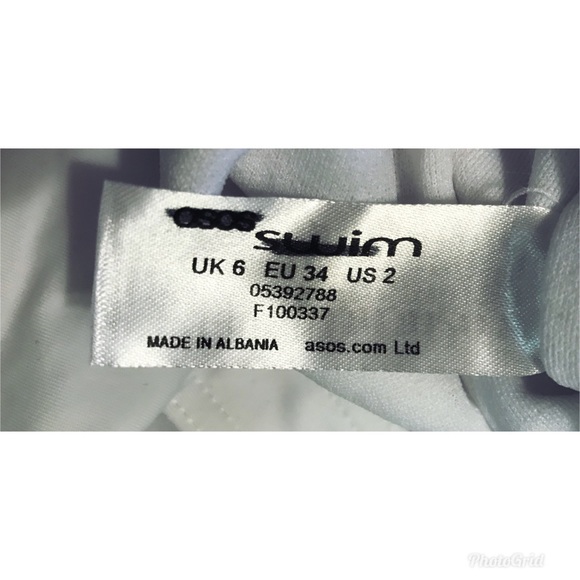 asos
swim
UK 6 EU 34 US 2
05392788
F100337
MADE IN ALBANIA asos.com Ltd
PhotoGrid